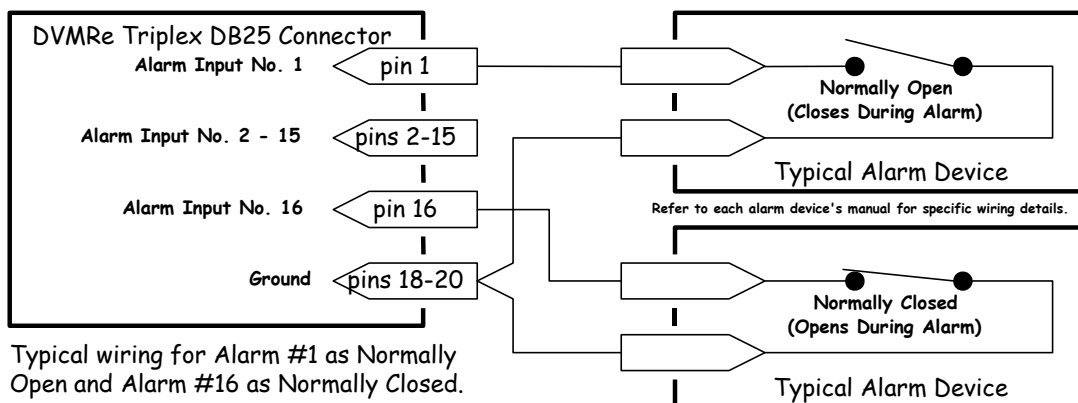 DVMRe Triplex DB25 Connector
Alarm Input No. 1
pin 1
Alarm Input No. 2 - 15
pins 2-15
Alarm Input No. 16
pin 16
Ground
pins 18-20
Typical wiring for Alarm #1 as Normally
Open and Alarm #16 as Normally Closed.
Normally Open
(Closes During Alarm)
Typical Alarm Device
Refer to each alarm device's manual for specific wiring details.
Normally Closed
(Opens During Alarm)
Typical Alarm Device